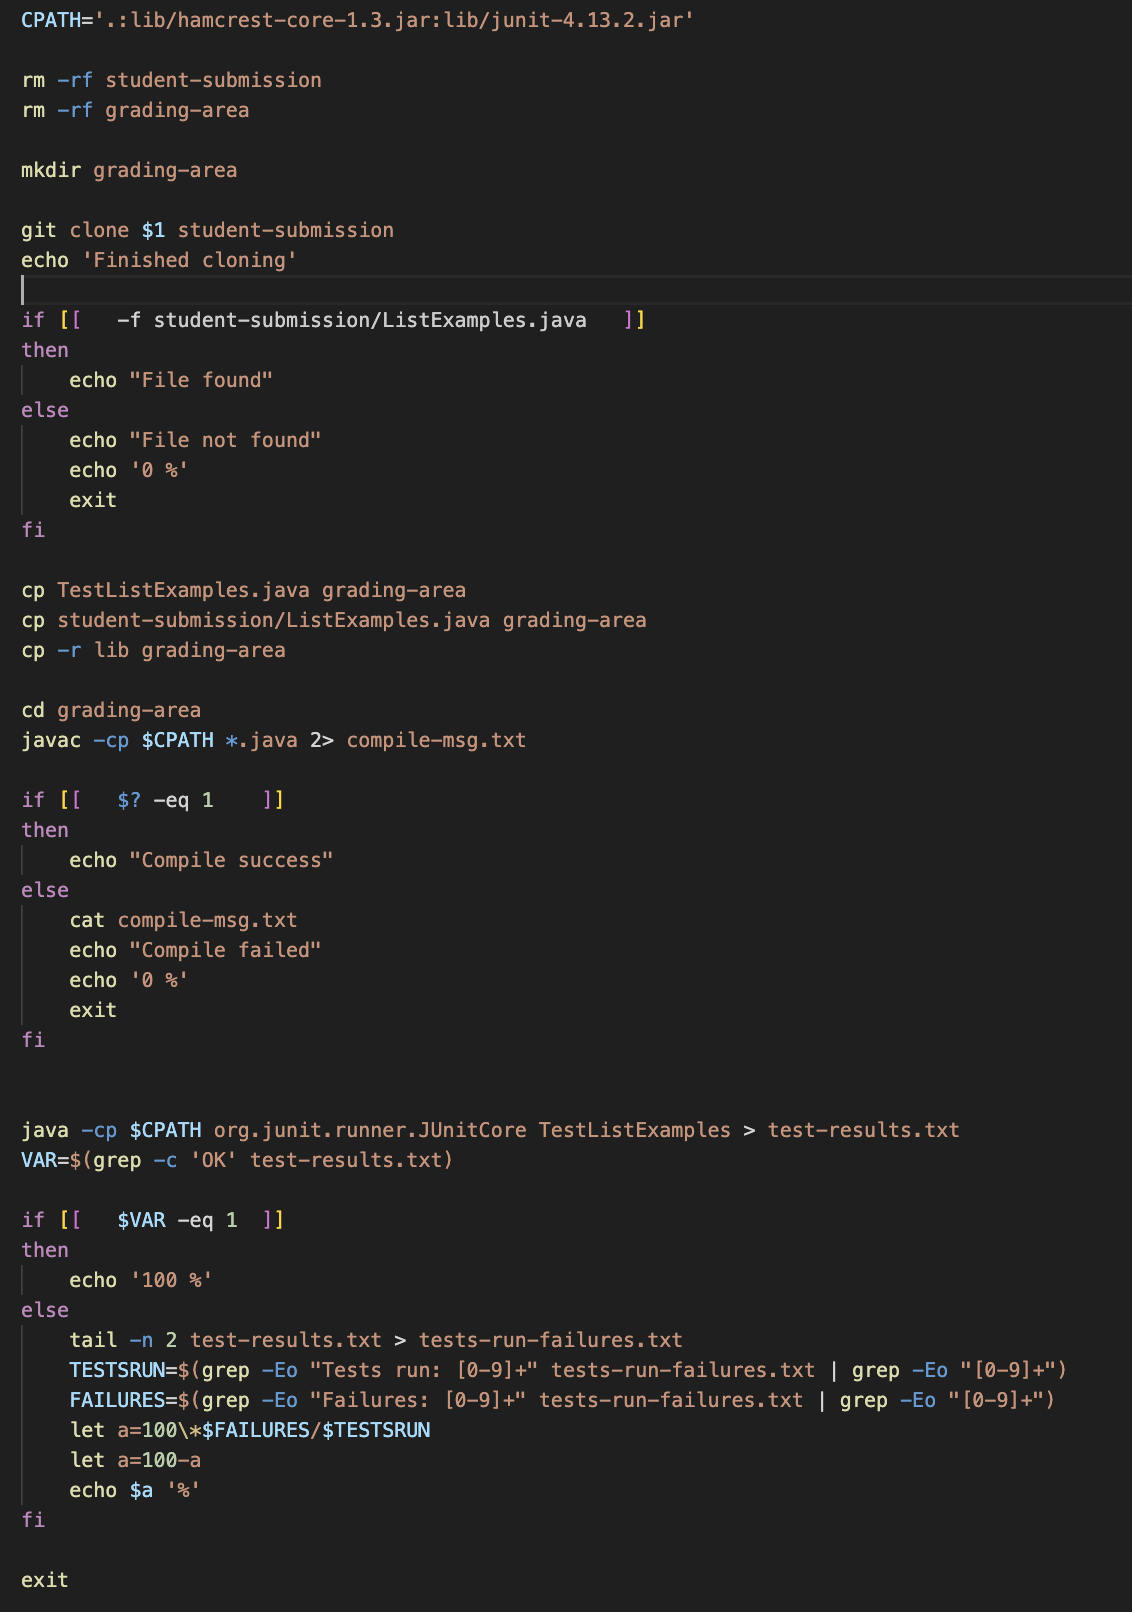 CPATH='.:lib/hamcrest-core-1.3.jar:lib/junit-4.13.2.jar'
rm -rf student-submission
rm -rf grading-area
mkdir grading-area
git clone $1 student-submission
echo 'Finished cloning'
if [[   -f student-submission/ListExamples.java   ]]
then
    echo "File found"
else
    echo "File not found"
    echo '0 %'
    exit
fi
cp TestListExamples.java grading-area
cp student-submission/ListExamples.java grading-area
cp -r lib grading-area
cd grading-area
javac -cp $CPATH *.java 2> compile-msg.txt
if [[   $? -eq 1    ]]
then
    echo "Compile success"
else
    cat compile-msg.txt
    echo "Compile failed"
    echo '0 %'
    exit
fi
java -cp $CPATH org.junit.runner.JUnitCore TestListExamples > test-results.txt
VAR=$(grep -c 'OK' test-results.txt)
if [[   $VAR -eq 1  ]]
then
    echo '100 %'
else
    tail -n 2 test-results.txt > tests-run-failures.txt
    TESTSRUN=$(grep -Eo "Tests run: [0-9]+" tests-run-failures.txt | grep -Eo "[0-9]+")
    FAILURES=$(grep -Eo "Failures: [0-9]+" tests-run-failures.txt | grep -Eo "[0-9]+")
    let a=100\*$FAILURES/$TESTSRUN
    let a=100-a
    echo $a '%'
fi
exit